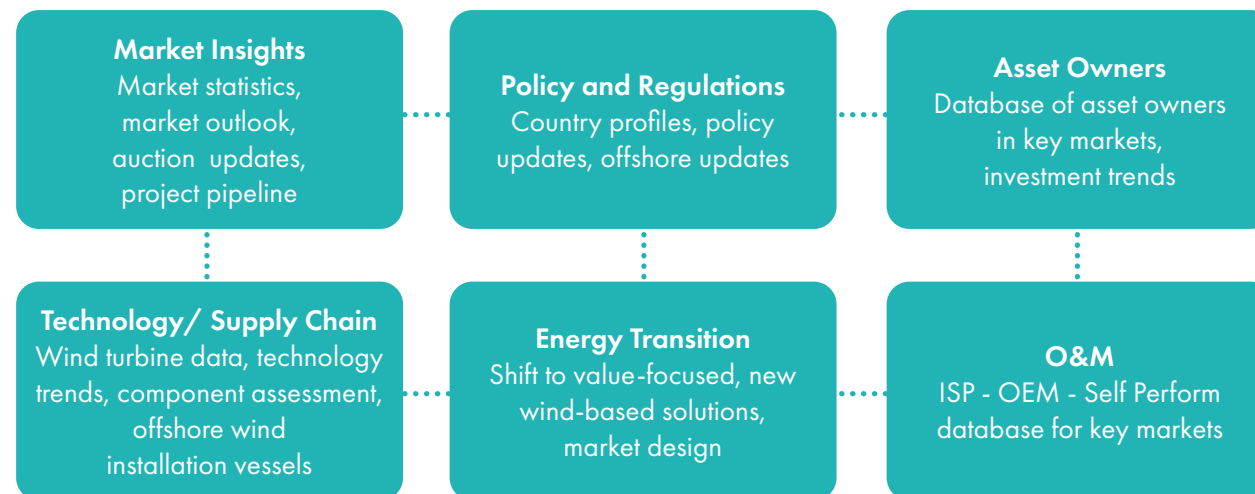 Market Insights
Market statistics,
market outlook,
auction updates,
project pipeline
Policy and Regulations
Country profiles, policy
updates, offshore updates
Asset Owners
Database of asset owners
in key markets,
investment trends
Technology/ Supply Chain
Wind turbine data, technology
trends, component assessment,
offshore wind
installation vessels
Energy Transition
Shift to value-focused, new
wind-based solutions,
market design
O&M
ISP - OEM - Self Perform
database for key markets